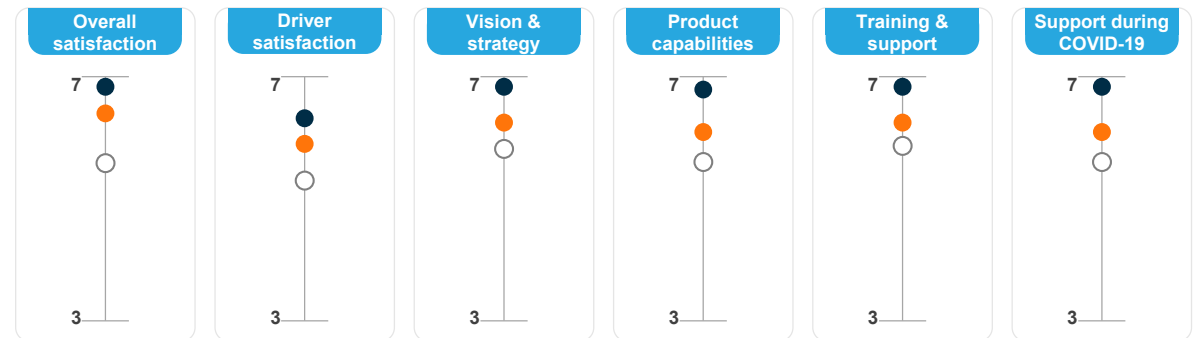 Overall
satisfaction
7
3
Driver
satisfaction
7
3
Vision &
strategy
7
3
Product
capabilities
7
3
Training &
support
7
3
Support during
COVID-19
7
3